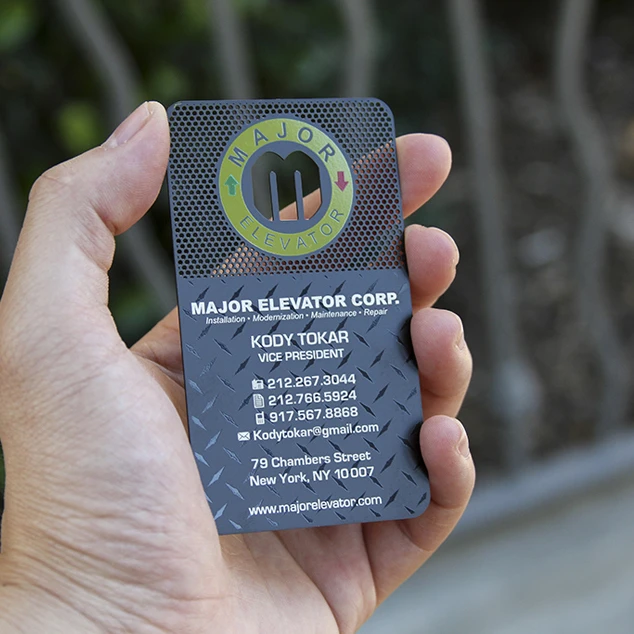 MAJOR
m
ELEVATOR
MAJOR ELEVATOR CORP.
Installation • Modernization • Maintenance • Repair
KODY TOKAR
VICE PRESIDENT
212.267.3044
212.766.5924
917.567.8868
Kodytokar@gmail.com
79 Chambers Street
New York, NY 10007
www.majorelevator.com